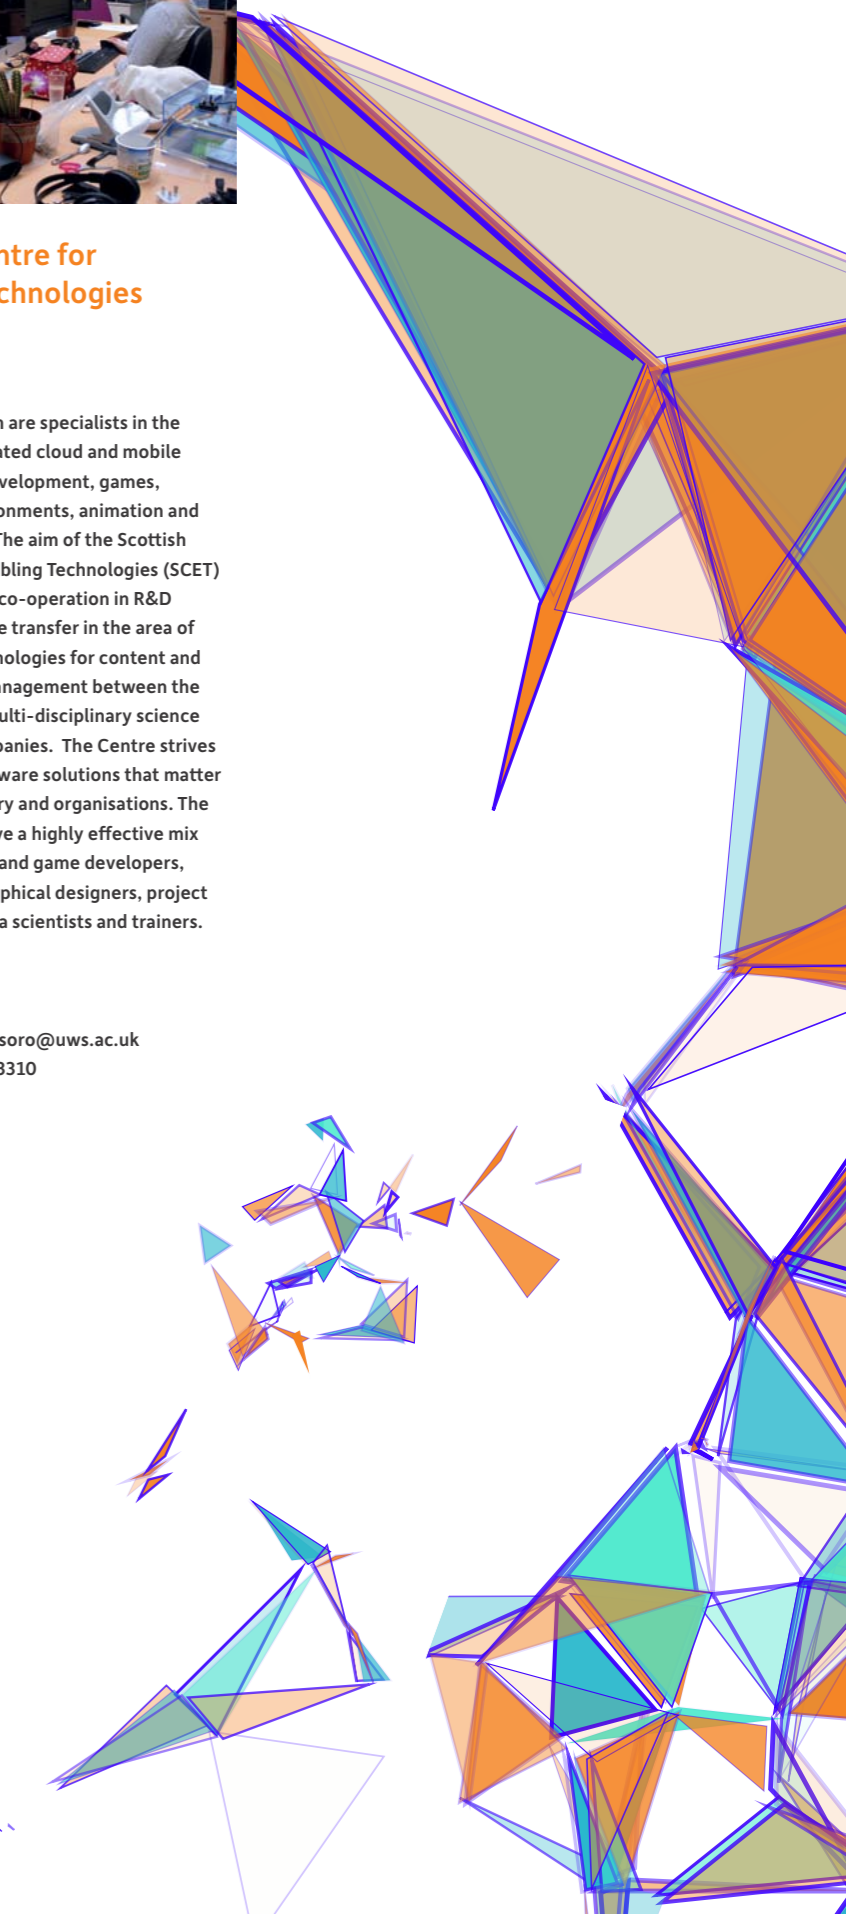 ntre for
chnologies
n are specialists in the
ated cloud and mobile
velopment, games,
onments, animation and
The aim of the Scottish
bling Technologies (SCET)
co-operation in R&D
e transfer in the area of
nologies for content and
anagement between the
ulti-disciplinary science
panies.  The Centre strives
ware solutions that matter
ry and organisations. The
ve a highly effective mix
and game developers,
phical designers, project
a scientists and trainers.
soro@uws.ac.uk
3310